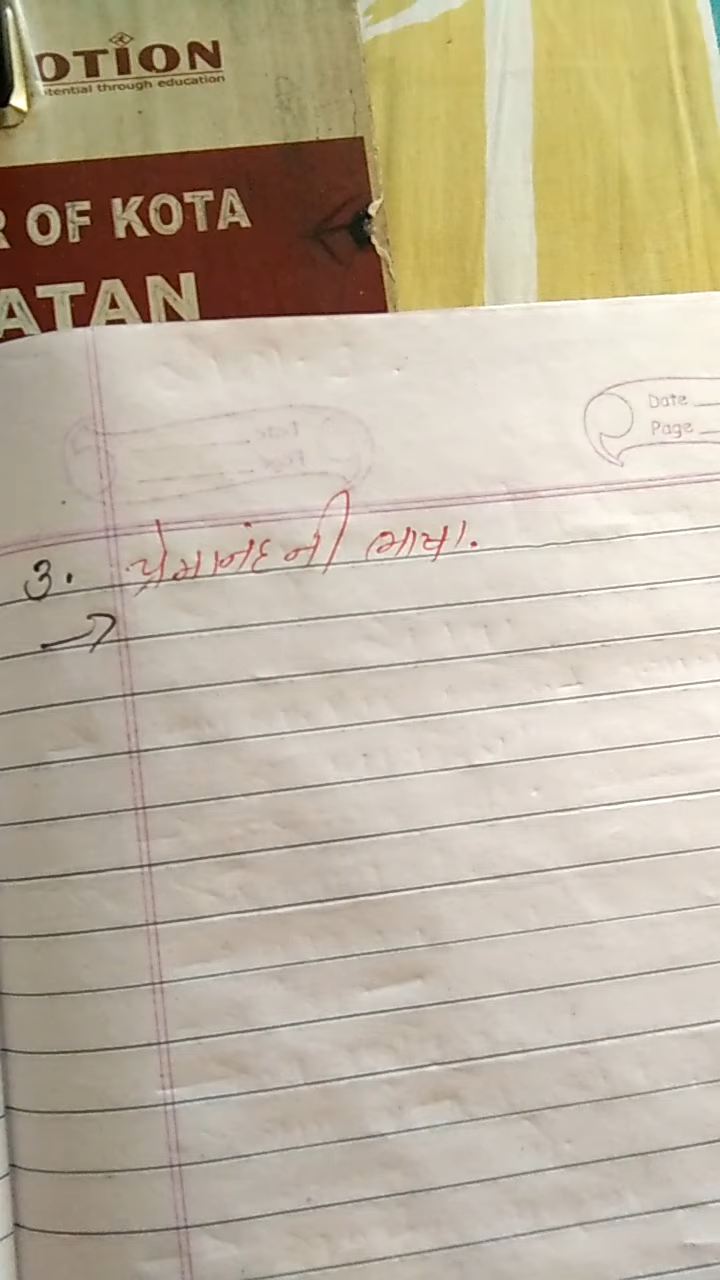 OTION
tential through education
R OF KOTA
ATAN
Date
Page
3. પ્રેમાનંદની ભાષા.